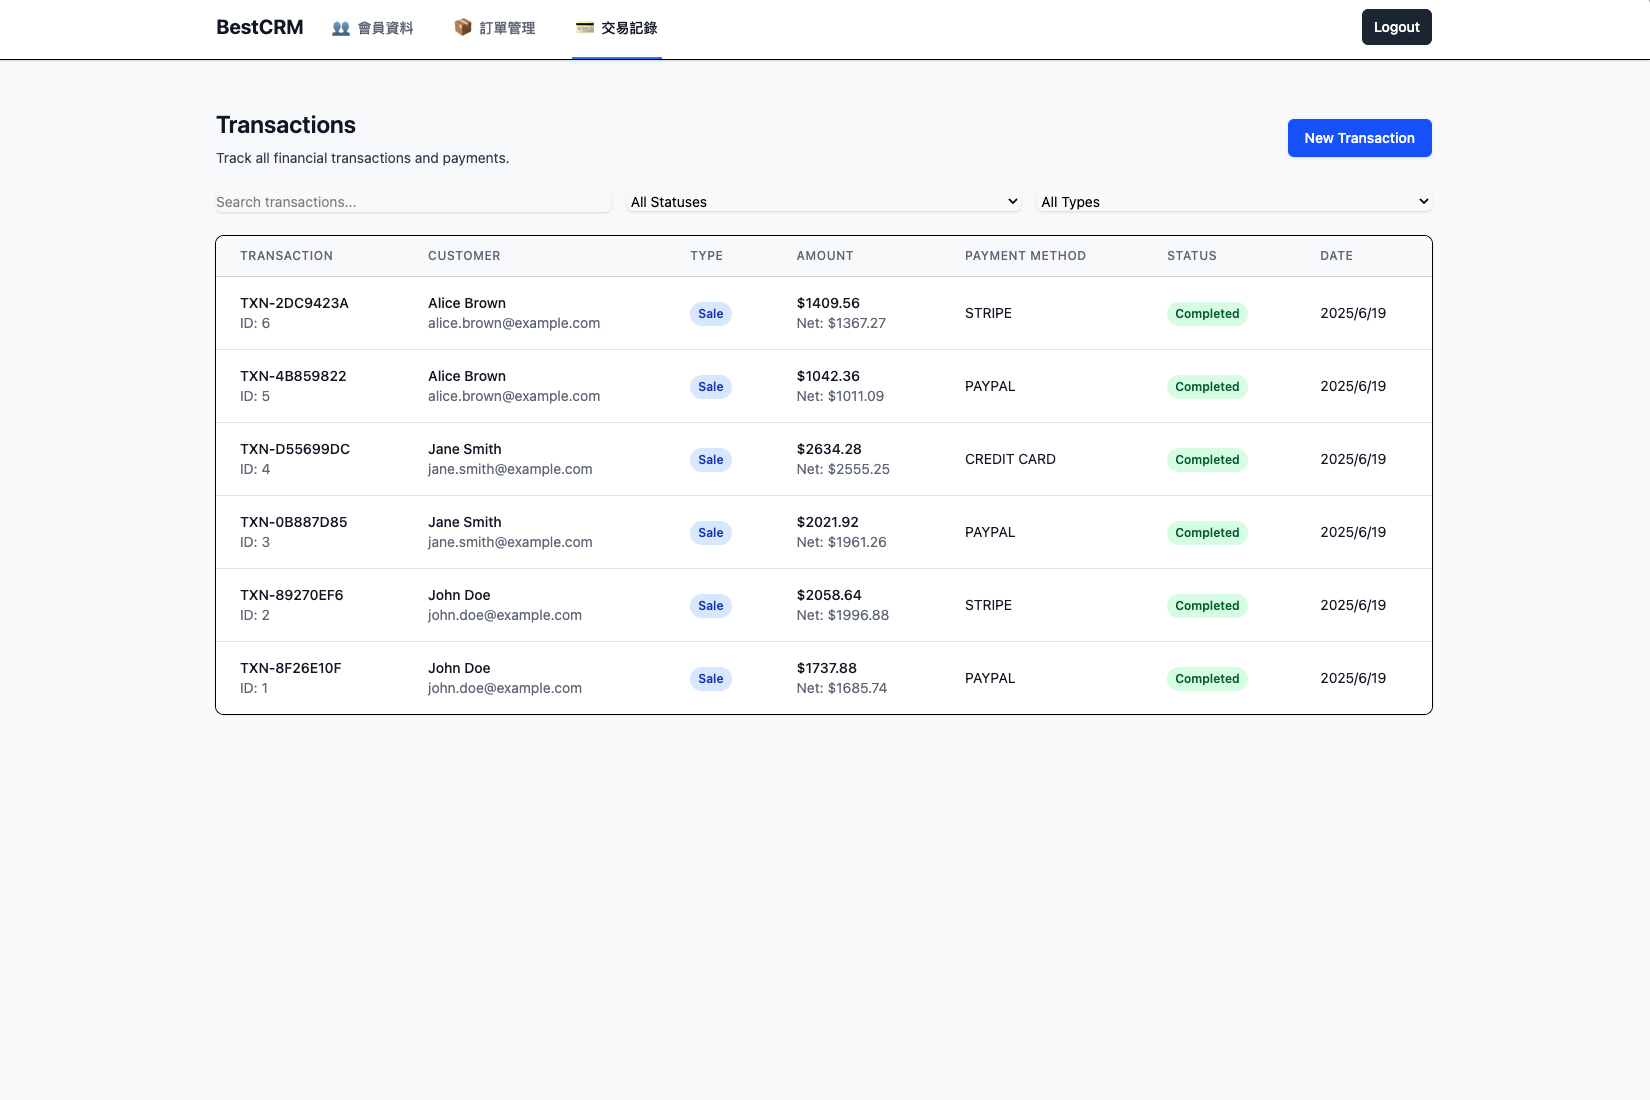 BestCRM 會員資料 訂單管理 交易記錄 Logout
Transactions
New Transaction
Track all financial transactions and payments.
Search transactions... All Statuses All Types
TRANSACTION CUSTOMER TYPE AMOUNT PAYMENT METHOD STATUS DATE
TXN-2DC9423A Alice Brown Sale $1409.56 STRIPE Completed 2025/6/19
ID: 6 alice.brown@example.com Net: $1367.27
TXN-4B859822 Alice Brown Sale $1042.36 PAYPAL Completed 2025/6/19
ID: 5 alice.brown@example.com Net: $1011.09
TXN-D55699DC Jane Smith Sale $2634.28 CREDIT CARD Completed 2025/6/19
ID: 4 jane.smith@example.com Net: $2555.25
TXN-0B887D85 Jane Smith Sale $2021.92 PAYPAL Completed 2025/6/19
ID: 3 jane.smith@example.com Net: $1961.26
TXN-89270EF6 John Doe Sale $2058.64 STRIPE Completed 2025/6/19
ID: 2 john.doe@example.com Net: $1996.88
TXN-8F26E10F John Doe Sale $1737.88 PAYPAL Completed 2025/6/19
ID: 1 john.doe@example.com Net: $1685.74